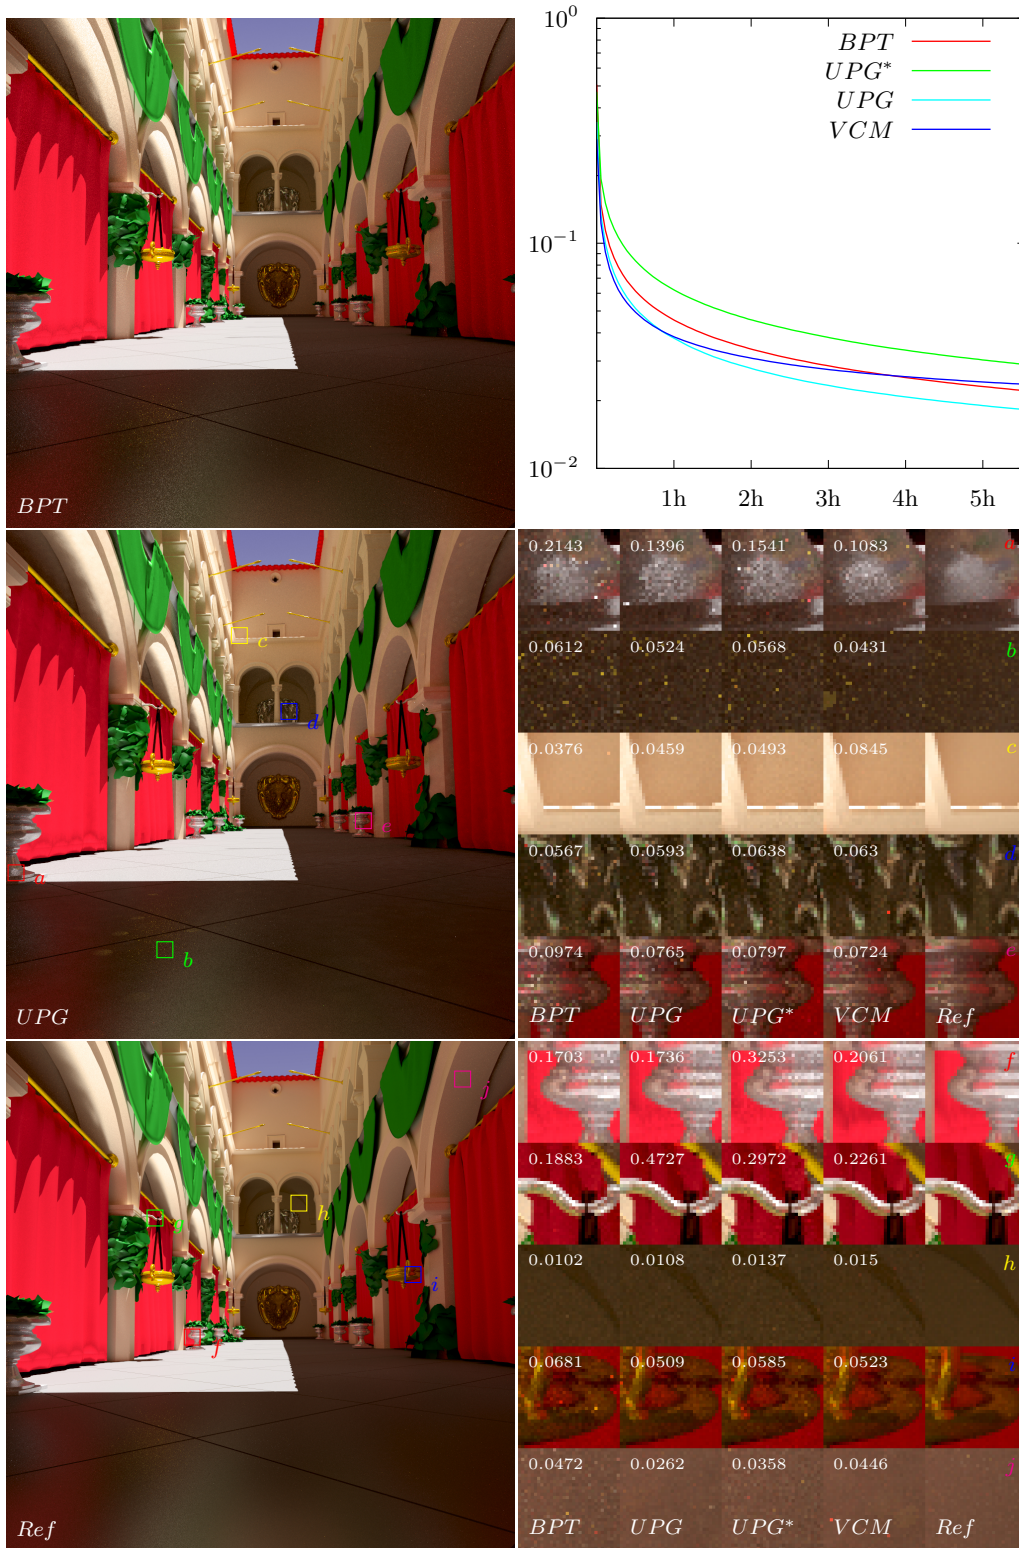 10^0
BPT
UPG*
UPG
VCM
10^-1
10^-2
1h 2h 3h 4h 5h
BPT
c
d
e
a
b
UPG
0.2143 0.1396 0.1541 0.1083 a
0.0612 0.0524 0.0568 0.0431 b
0.0376 0.0459 0.0493 0.0845 c
0.0567 0.0593 0.0638 0.063 d
0.0974 0.0765 0.0797 0.0724 e
BPT UPG UPG* VCM Ref
j
h
g
i
f
Ref
0.1703 0.1736 0.3253 0.2061 f
0.1883 0.4727 0.2972 0.2261 g
0.0102 0.0108 0.0137 0.015 h
0.0681 0.0509 0.0585 0.0523 i
0.0472 0.0262 0.0358 0.0446 j
BPT UPG UPG* VCM Ref